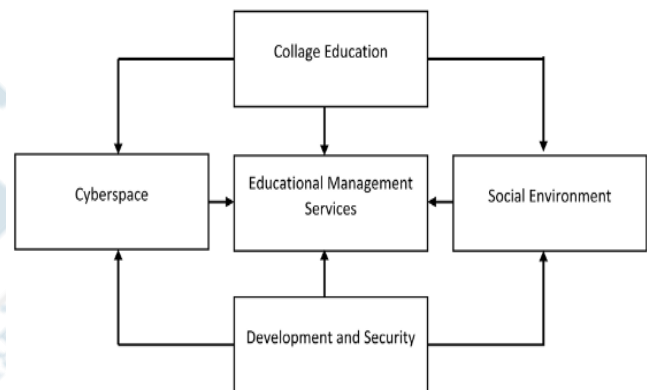 Collage Education
Cyberspace
Educational Management
Services
Social Environment
Development and Security